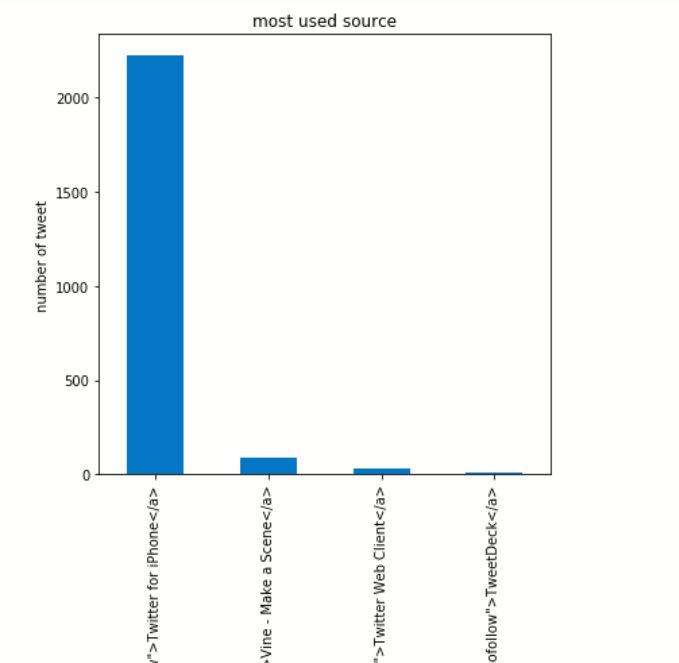 most used source
number of tweet
2000
1500
1000
500
0
">Twitter for iPhone</a>
>Vine - Make a Scene</a>
">Twitter Web Client</a>
ofollow">TweetDeck</a>